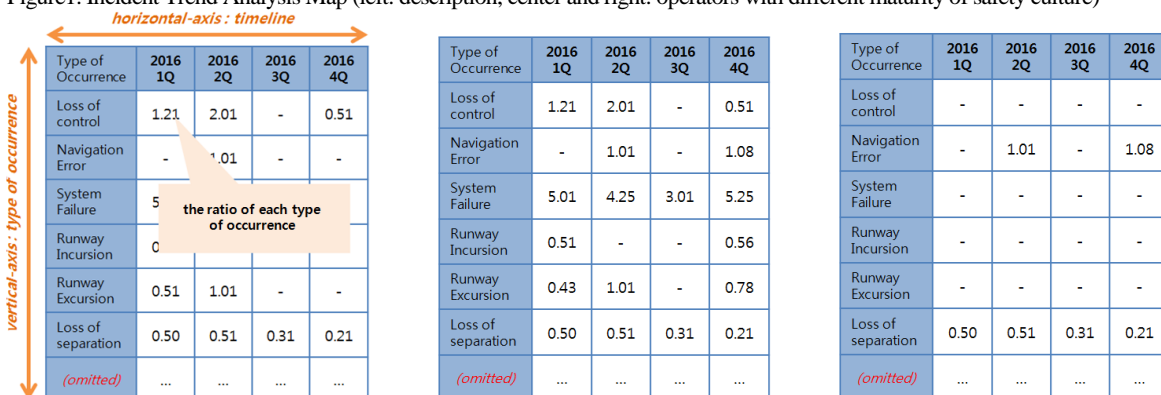 Figure1. Incident Trend Analysis Map (left: description, center and right: operators with different maturity of safety culture)
horizontal-axis : timeline
vertical-axis : type of occurrence
Type of Occurrence 2016 1Q 2016 2Q 2016 3Q 2016 4Q
Loss of control 1.21 2.01 - 0.51
Navigation Error - 1.01 - -
System Failure 5
the ratio of each type
of occurrence
Runway Incursion 0
Runway Excursion 0.51 1.01 - -
Loss of separation 0.50 0.51 0.31 0.21
(omitted) ... ... ... ...
Type of Occurrence 2016 1Q 2016 2Q 2016 3Q 2016 4Q
Loss of control 1.21 2.01 - 0.51
Navigation Error - 1.01 - 1.08
System Failure 5.01 4.25 3.01 5.25
Runway Incursion 0.51 - - 0.56
Runway Excursion 0.43 1.01 - 0.78
Loss of separation 0.50 0.51 0.31 0.21
(omitted) ... ... ... ...
Type of Occurrence 2016 1Q 2016 2Q 2016 3Q 2016 4Q
Loss of control - - - -
Navigation Error - 1.01 - 1.08
System Failure - - - -
Runway Incursion - - - -
Runway Excursion - - - -
Loss of separation 0.50 0.51 0.31 0.21
(omitted) ... ... ... ...